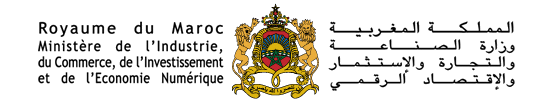 Royaume du Maroc
Ministère de l'Industrie,
du Commerce, de l'Investissement
et de l'Economie Numérique
المملكة المغربية
وزارة الصناعة
والتجارة والإستثمار
والإقتصاد الرقمي